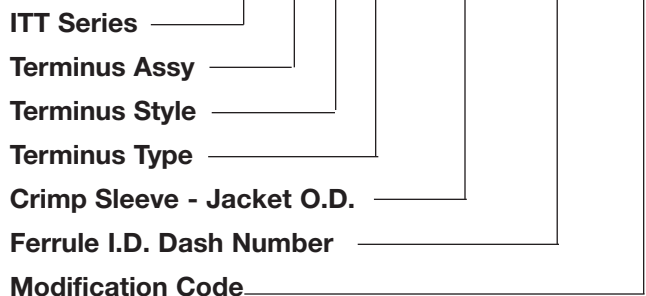 ITT Series
Terminus Assy
Terminus Style
Terminus Type
Crimp Sleeve - Jacket O.D.
Ferrule I.D. Dash Number
Modification Code